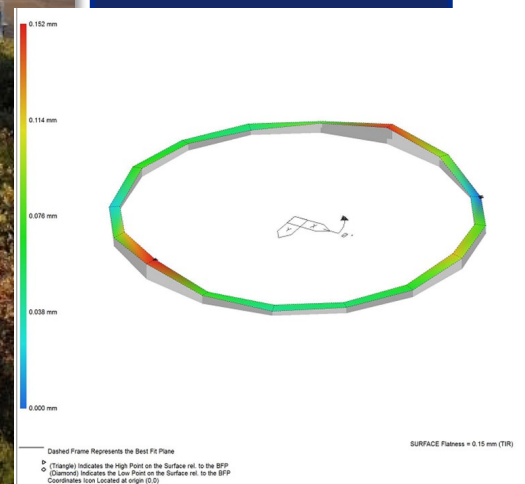 0.152 mm
0.114 mm
0.076 mm
0.038 mm
0.000 mm
Y X
Dashed Frame Represents the Best Fit Plane
(Triangle) Indicates the High Point on the Surface rel. to the BFP
(Diamond) Indicates the Low Point on the Surface rel. to the BFP
Coordinates Icon Located at origin (0,0)
SURFACE Flatness = 0.15 mm (TIR)